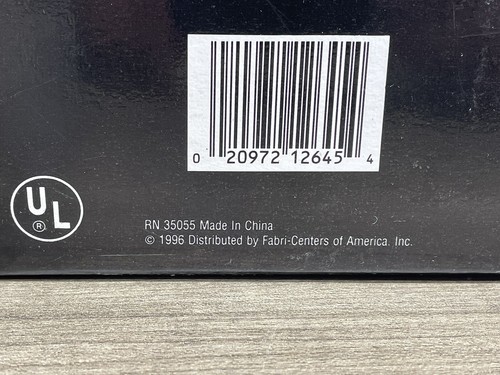 0 20972 12645 4
UL
®
RN 35055 Made In China
© 1996 Distributed by Fabri-Centers of America, Inc.